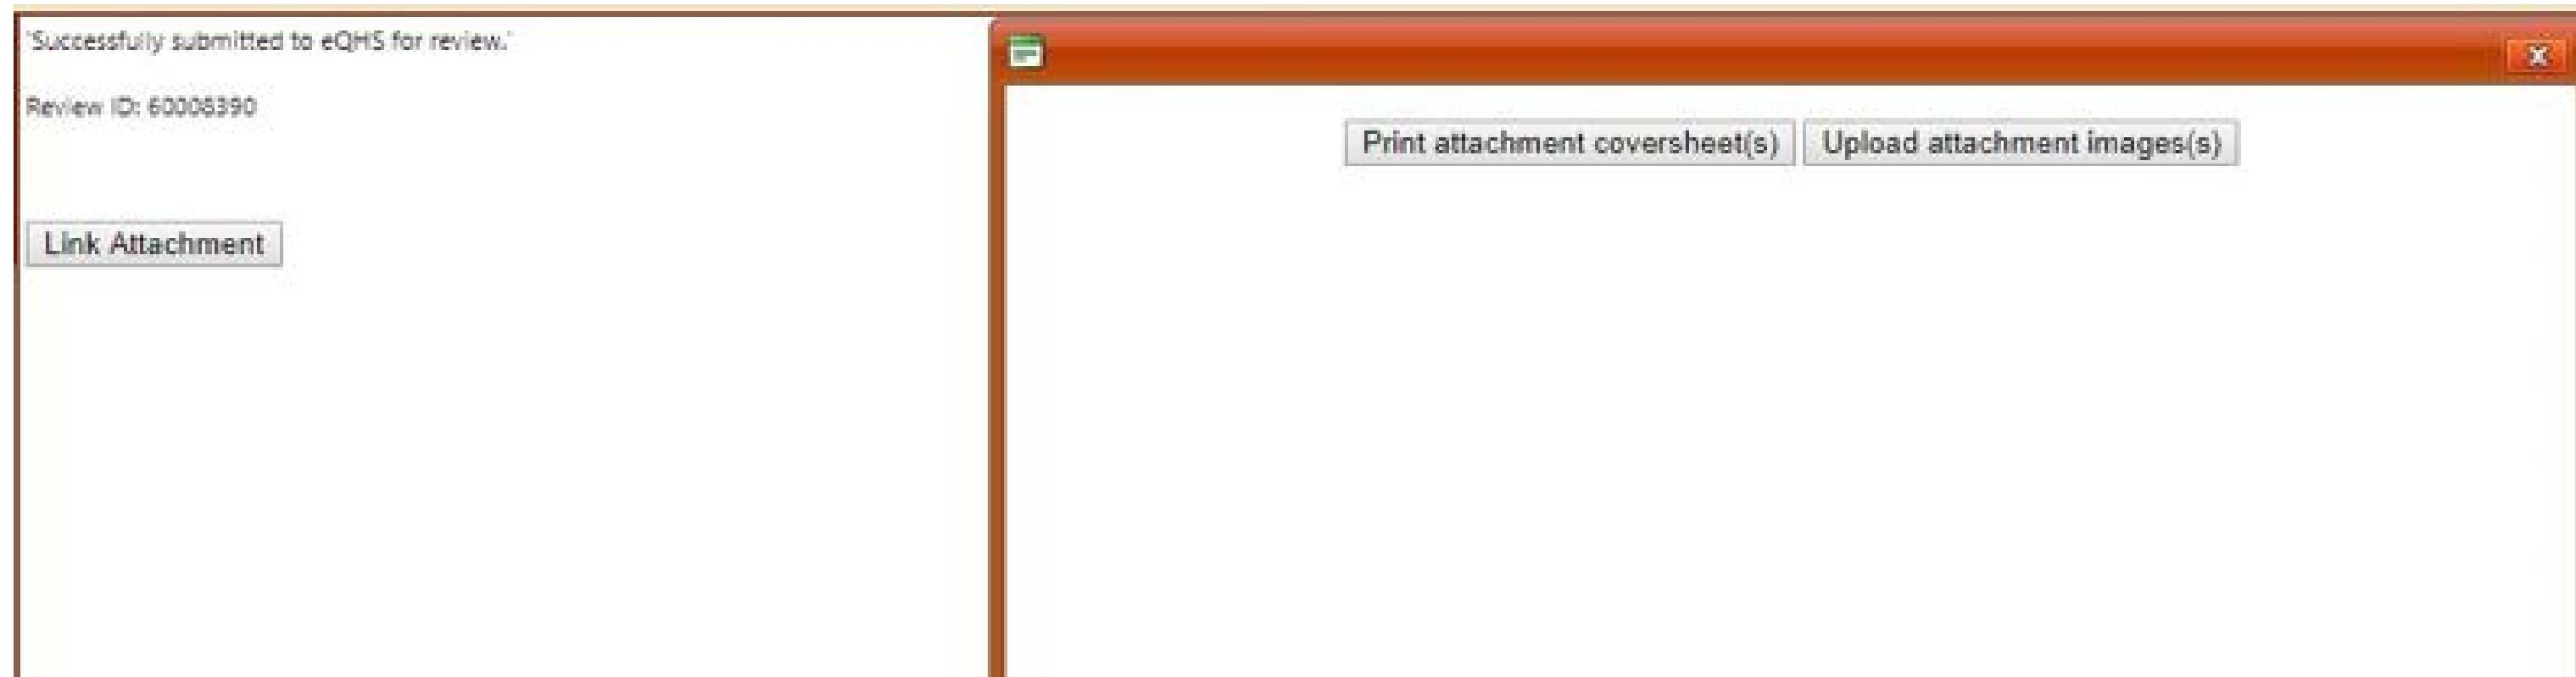 'Successfully submitted to eQHS for review.'
Review ID: 60008390
Link Attachment
Print attachment coversheet(s) Upload attachment images(s)